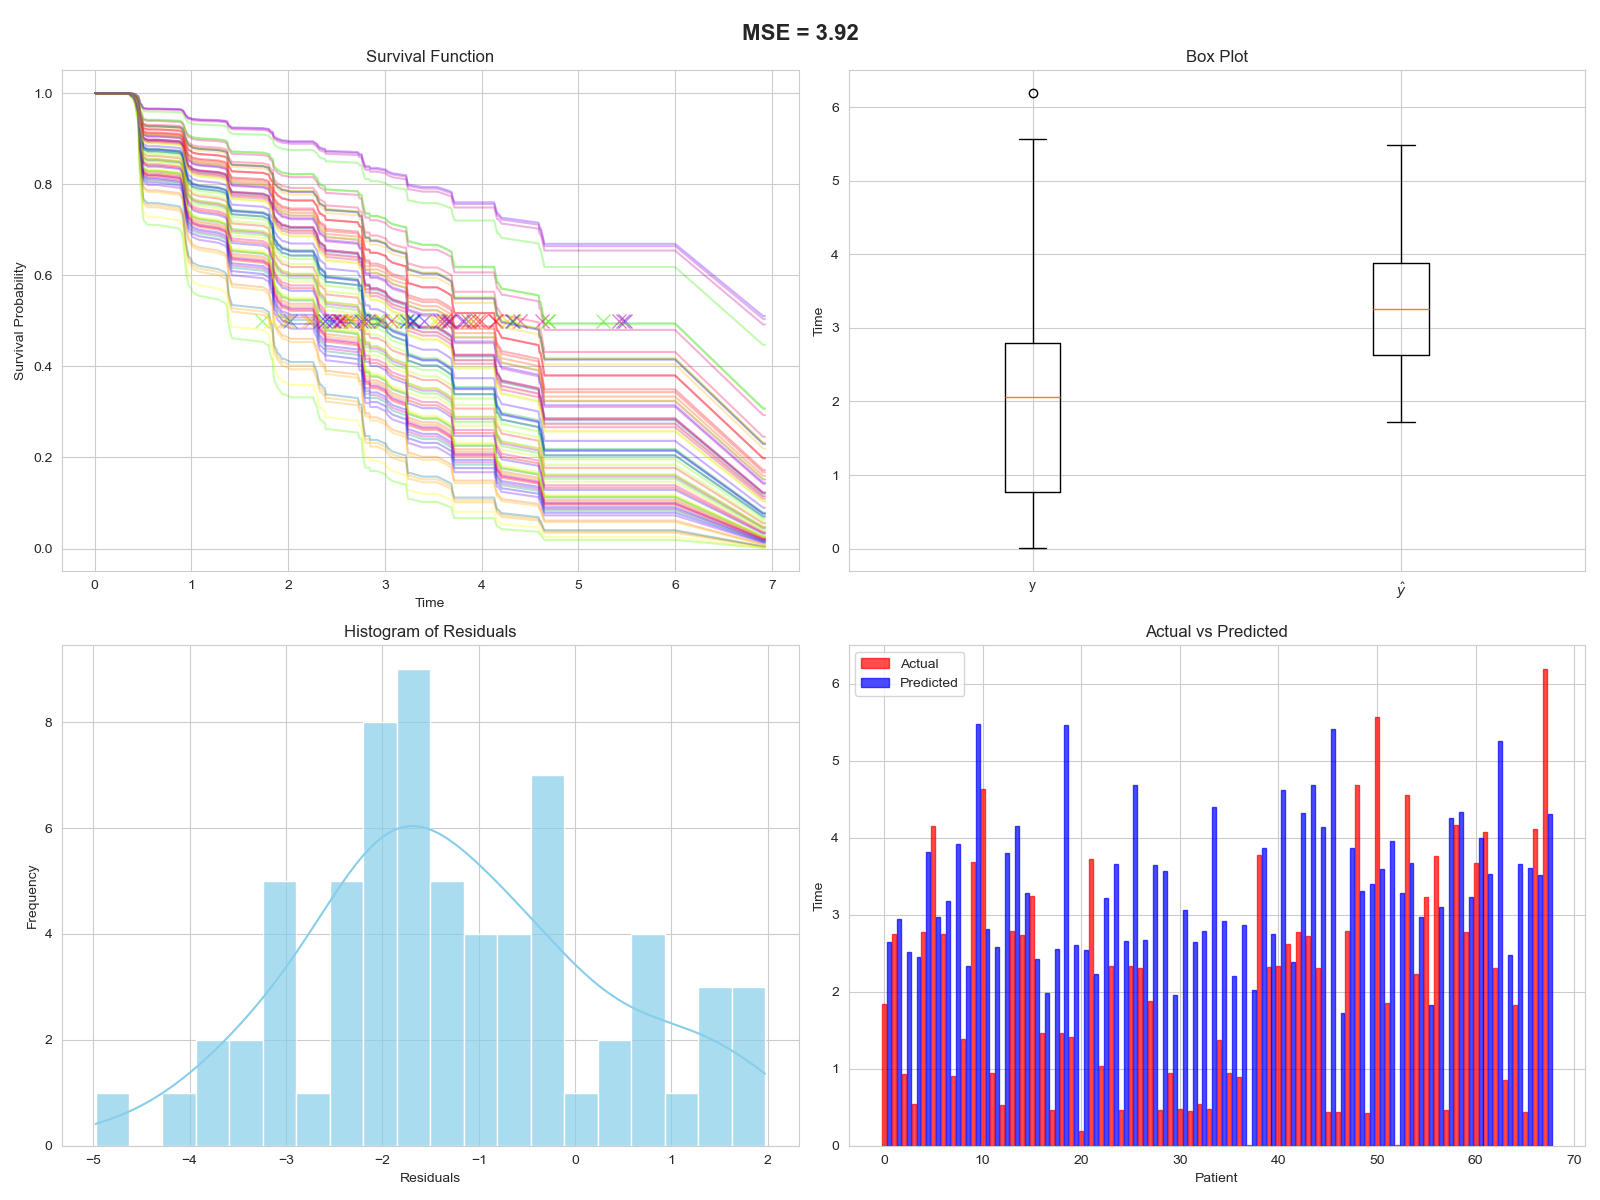 MSE = 3.92
Survival Function
Survival Probability
1.0
0.8
0.6
0.4
0.2
0.0
0 1 2 3 4 5 6 7
Time
Box Plot
Time
6
5
4
3
2
1
0
y ŷ
Histogram of Residuals
Frequency
8
6
4
2
0
−5 −4 −3 −2 −1 0 1 2
Residuals
Actual vs Predicted
Actual
Predicted
Time
6
5
4
3
2
1
0
0 10 20 30 40 50 60 70
Patient